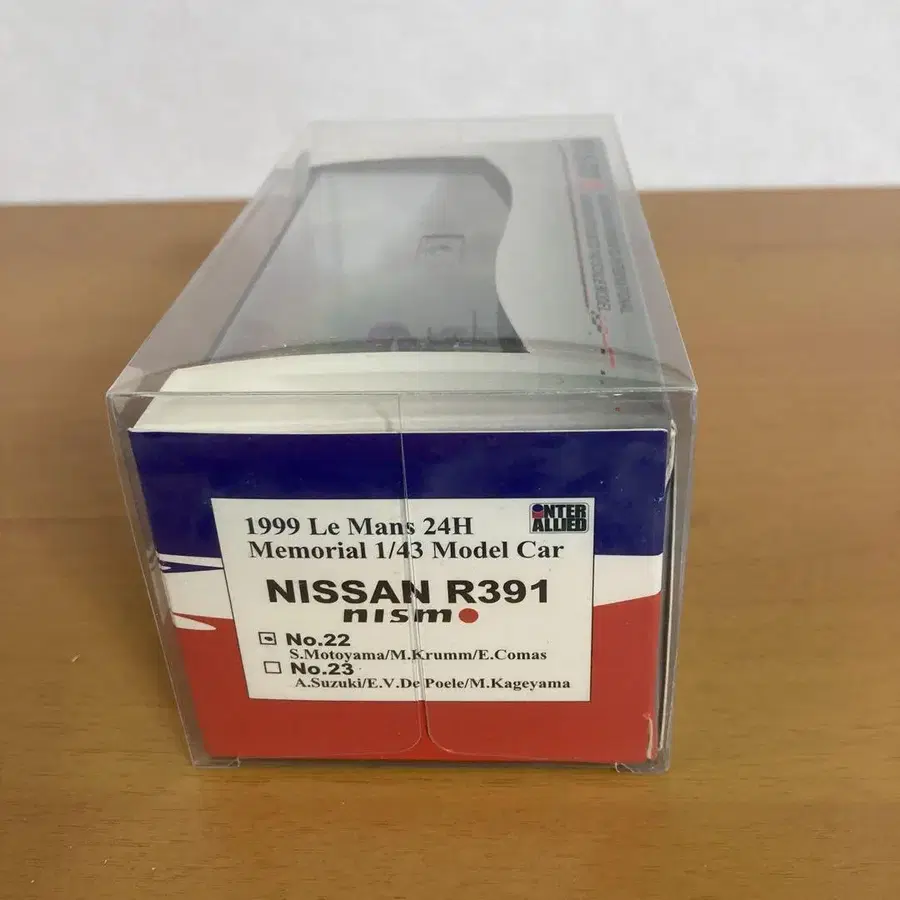 1999 Le Mans 24H
Memorial 1/43 Model Car
INTER
ALLIED
NISSAN R391
nismo
No.22
S.Motoyama/M.Krumm/E.Comas
No.23
A.Suzuki/E.V.De Poele/M.Kageyama